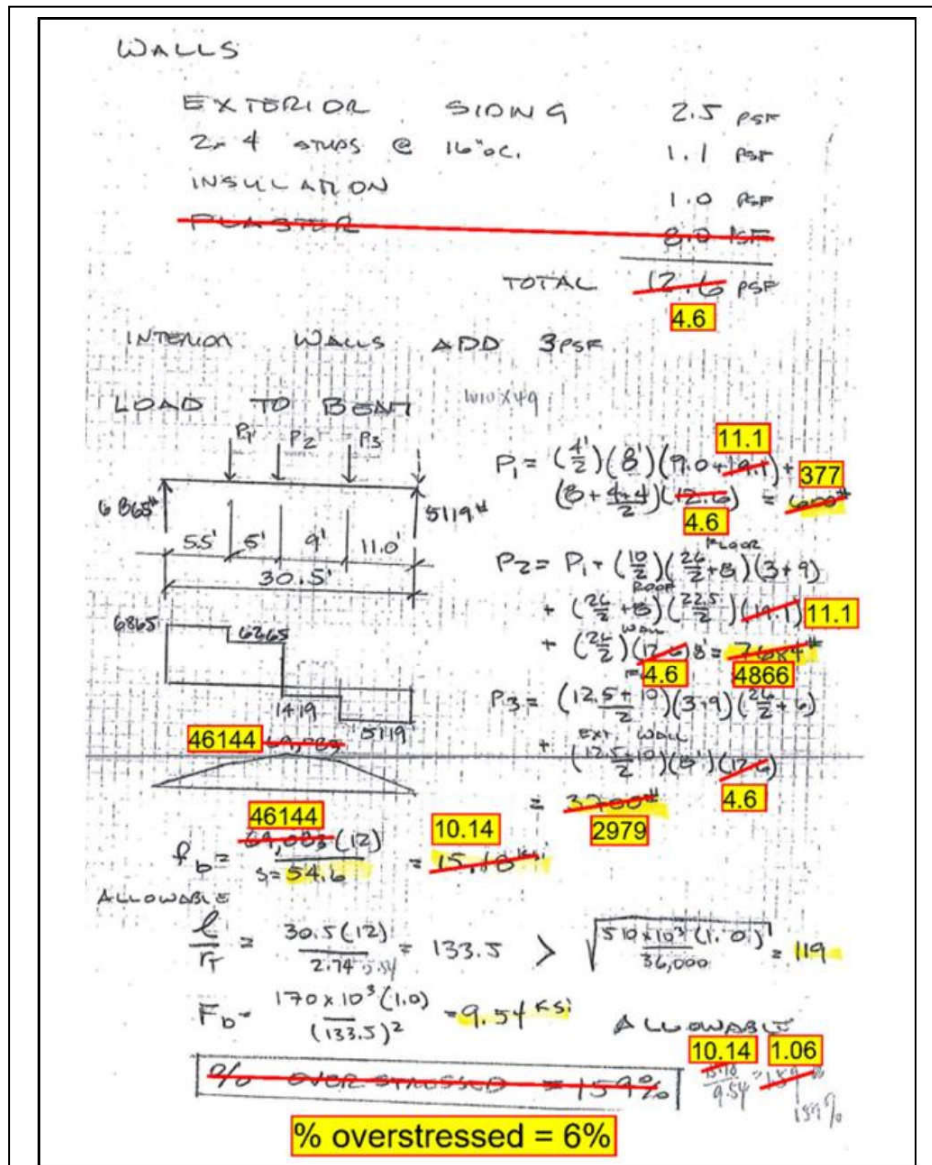 WALLS
EXTERIOR SIDING 2.5 PSF
2x4 STUDS @ 16"OC. 1.1 PSF
INSULATION 1.0 PSF
PLASTER 8.0 PSF
TOTAL 12.6 PSF
4.6
INTERIOR WALLS ADD 3PSF
LOAD TO BEAM W10x49
P1 P2 P3
6865# 5119#
5.5' 5' 9' 11.0'
30.5'
6865 6265
1419
5119
46144 69,083
11.1
P1 = (4'/2)(8')(9.0+19.1) + 377
(8+4+4/2)(12.6) = 600#
4.6
FLOOR
P2 = P1 + (10/2)(26/2+8)(3+9)
ROOF
+ (26/2+8)(22.5/2)(19.1) 11.1
WALL
+ (26/2)(12.6)8 = 7684#
=4.6 4866
P3 = (12.5+10/2)(3+9)(26/2+6)
EXT. WALL
+ (12.5+10/2)(8')(12.6)
4.6
= 3700#
2979
46144
fb = 69,083(12)/S=54.6 = 15.18 ksi
10.14
ALLOWABLE
l/rT = 30.5(12)/2.74 = 133.5 > √510x10³(1.0)/36,000 = 119
Fb = 170x10³(1.0)/(133.5)² = 9.54 KSi
ALLOWABLE
10.14 1.06
15.18/9.54 = 159%
159%
% OVERSTRESSED = 159%
% overstressed = 6%